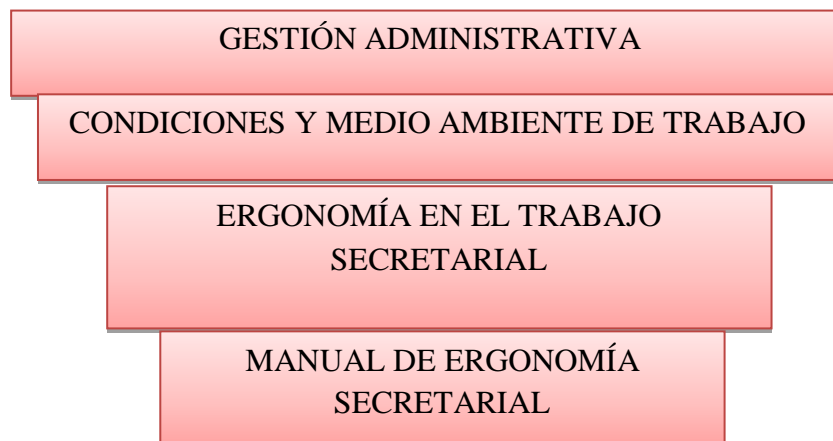 GESTIÓN ADMINISTRATIVA
CONDICIONES Y MEDIO AMBIENTE DE TRABAJO
ERGONOMÍA EN EL TRABAJO
SECRETARIAL
MANUAL DE ERGONOMÍA
SECRETARIAL